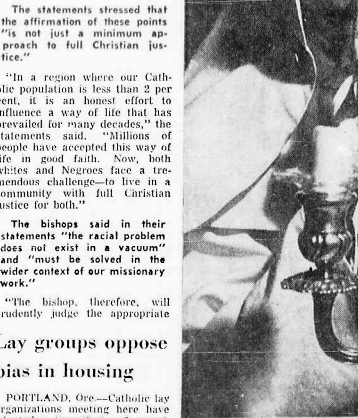 The statements stressed that
the affirmation of these points
"is not just a minimum ap-
proach to full Christian jus-
tice."
"In a region where our Cath-
olic population is less than 2 per
cent, it is an honest effort to
influence a way of life that has
prevailed for many decades," the
statements said. "Millions of
people have accepted this way of
life in good faith. Now, both
whites and Negroes face a tre-
mendous challenge—to live in a
community with full Christian
justice for both."
The bishops said in their
statements "the racial problem
does not exist in a vacuum"
and "must be solved in the
wider context of our missionary
work."
"The bishop, therefore, will
prudently judge the appropriate
Lay groups oppose
bias in housing
PORTLAND, Ore.—Catholic lay
organizations meeting here have